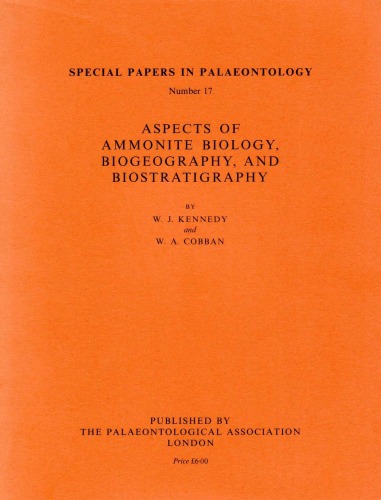 SPECIAL PAPERS IN PALAEONTOLOGY
Number 17
ASPECTS OF
AMMONITE BIOLOGY,
BIOGEOGRAPHY, AND
BIOSTRATIGRAPHY
BY
W. J. KENNEDY
and
W. A. COBBAN
PUBLISHED BY
THE PALAEONTOLOGICAL ASSOCIATION
LONDON
Price £6·00